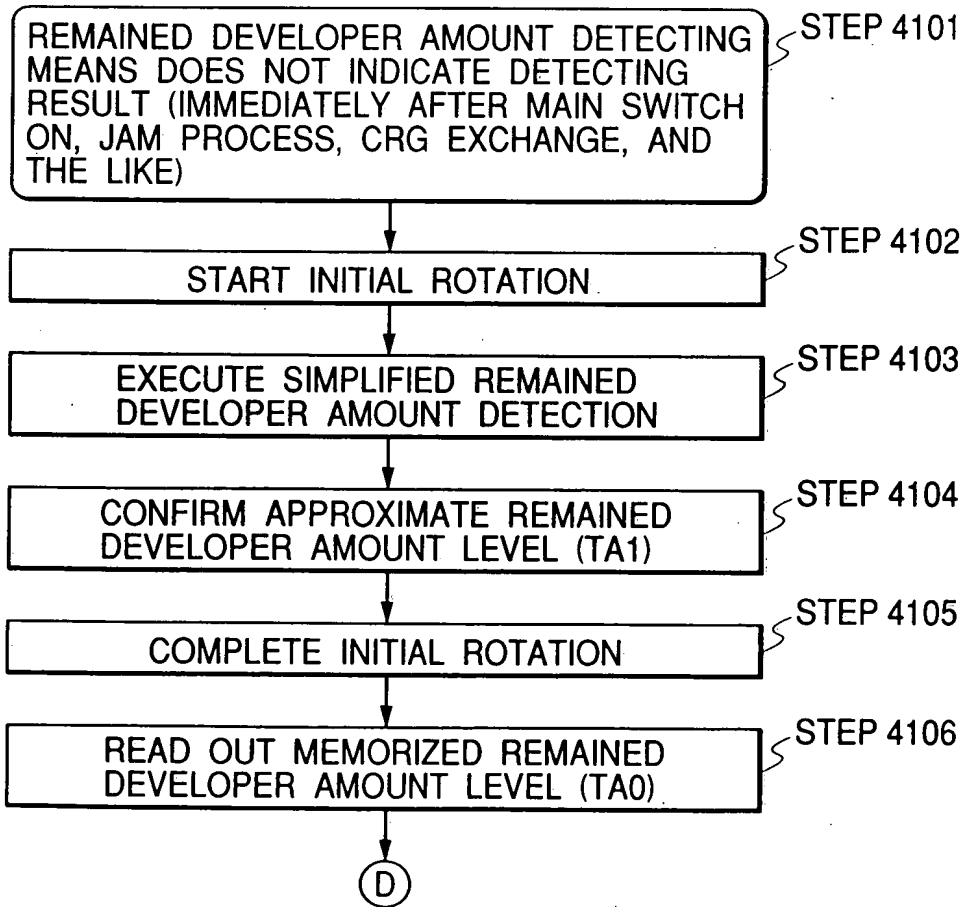 REMAINED DEVELOPER AMOUNT DETECTING
MEANS DOES NOT INDICATE DETECTING
RESULT (IMMEDIATELY AFTER MAIN SWITCH
ON, JAM PROCESS, CRG EXCHANGE, AND
THE LIKE)
STEP 4101
START INITIAL ROTATION
STEP 4102
EXECUTE SIMPLIFIED REMAINED
DEVELOPER AMOUNT DETECTION
STEP 4103
CONFIRM APPROXIMATE REMAINED
DEVELOPER AMOUNT LEVEL (TA1)
STEP 4104
COMPLETE INITIAL ROTATION
STEP 4105
READ OUT MEMORIZED REMAINED
DEVELOPER AMOUNT LEVEL (TA0)
STEP 4106
D